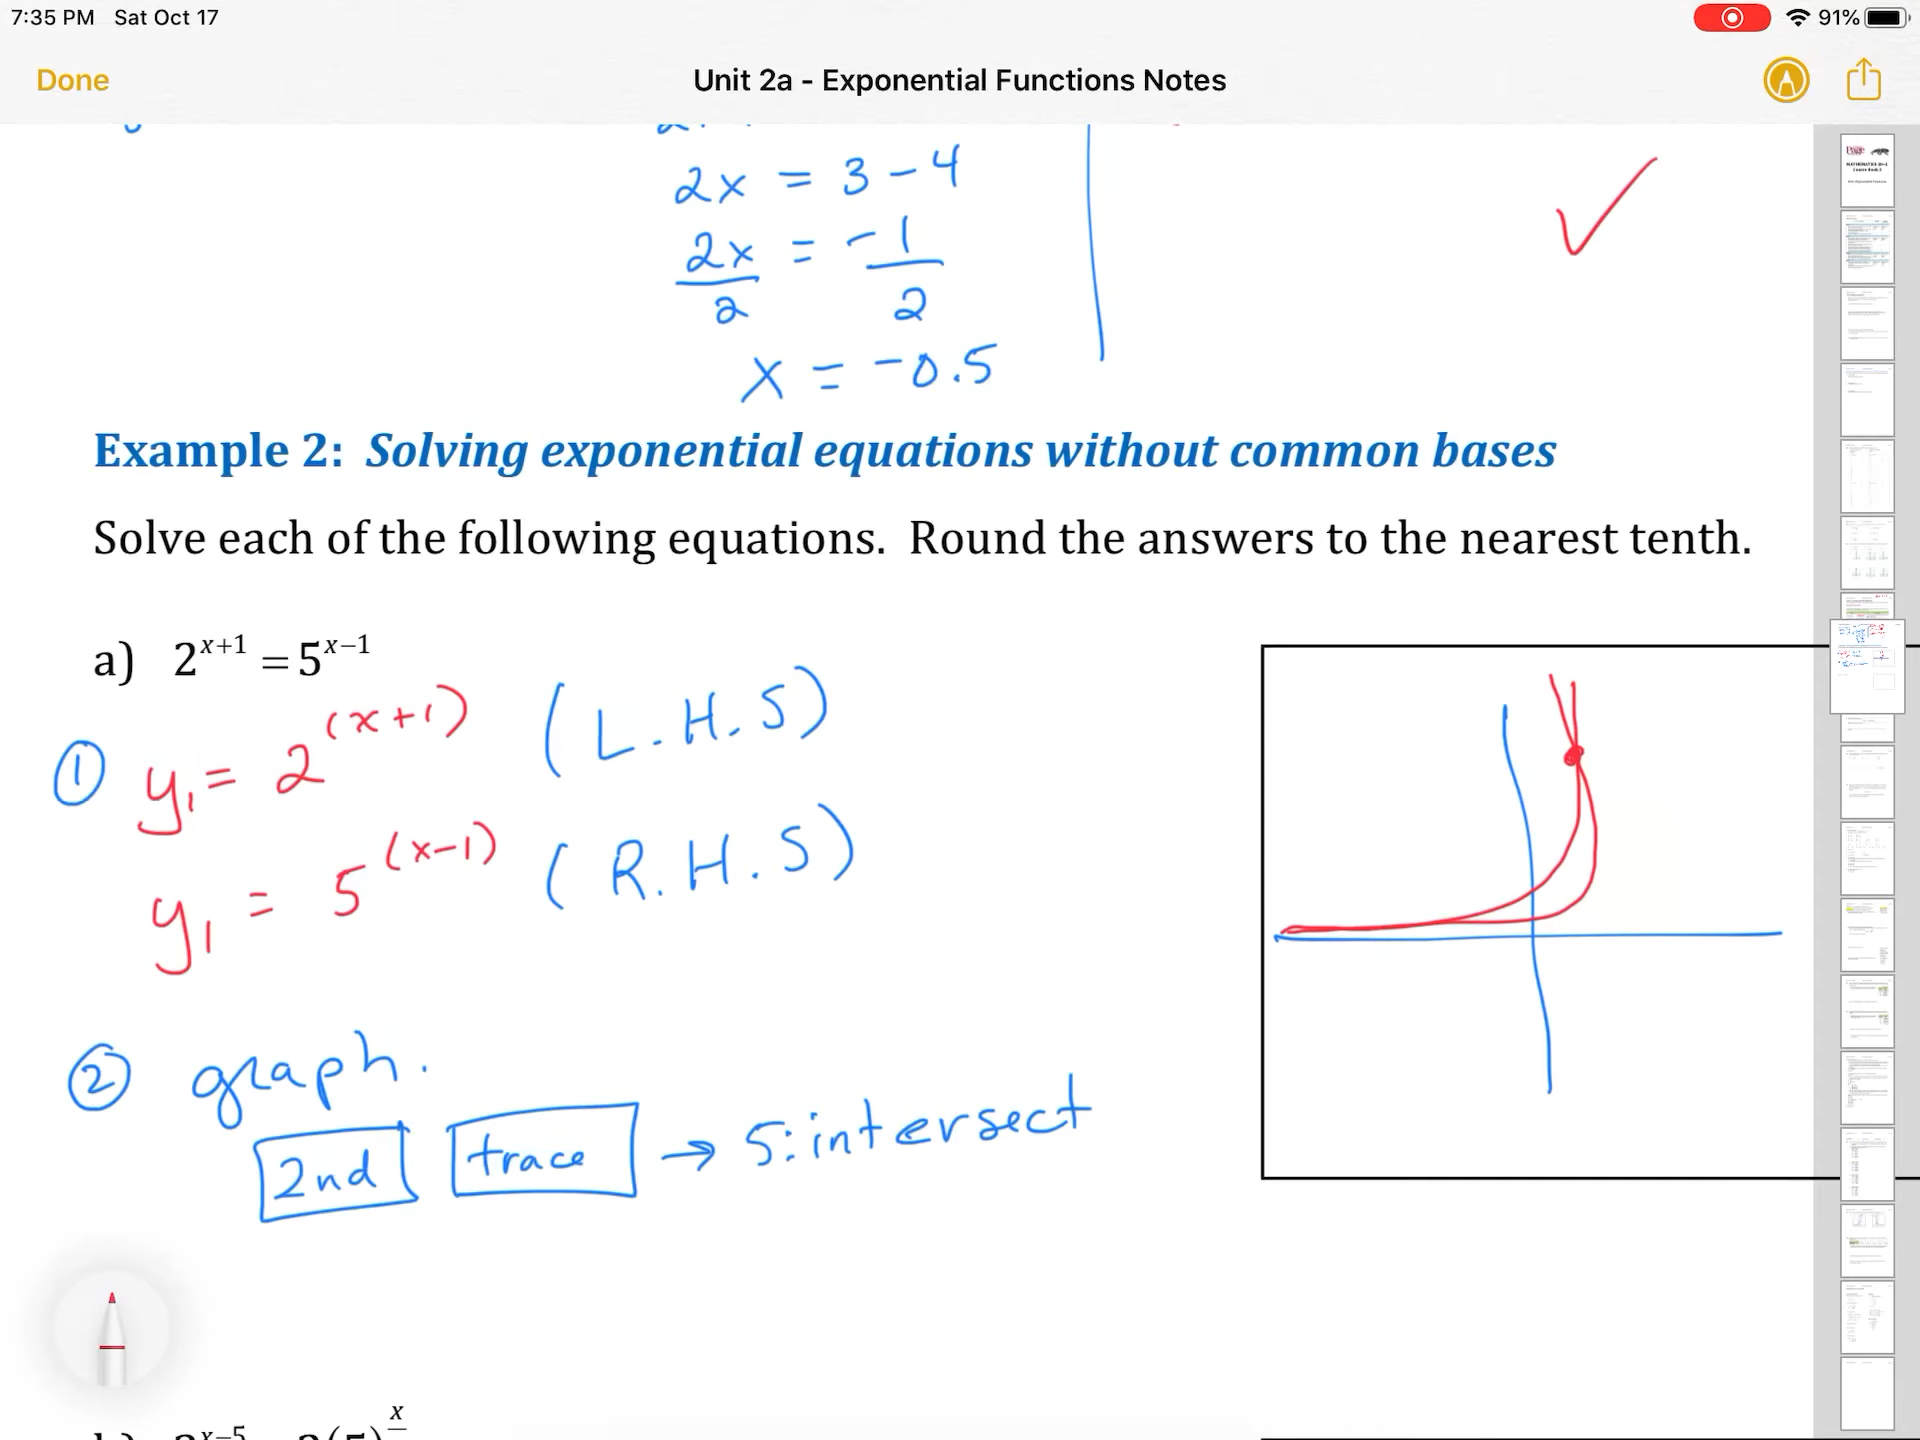 7:35 PM Sat Oct 17
91%
Done
Unit 2a - Exponential Functions Notes
2x = 3 - 4
2x/2 = -1/2
x = -0.5
Example 2: Solving exponential equations without common bases
Solve each of the following equations. Round the answers to the nearest tenth.
a) 2^{x+1} = 5^{x-1}
① y₁ = 2^{(x+1)} (L.H.S)
y₁ = 5^{(x-1)} (R.H.S)
② graph.
2nd trace → 5:intersect